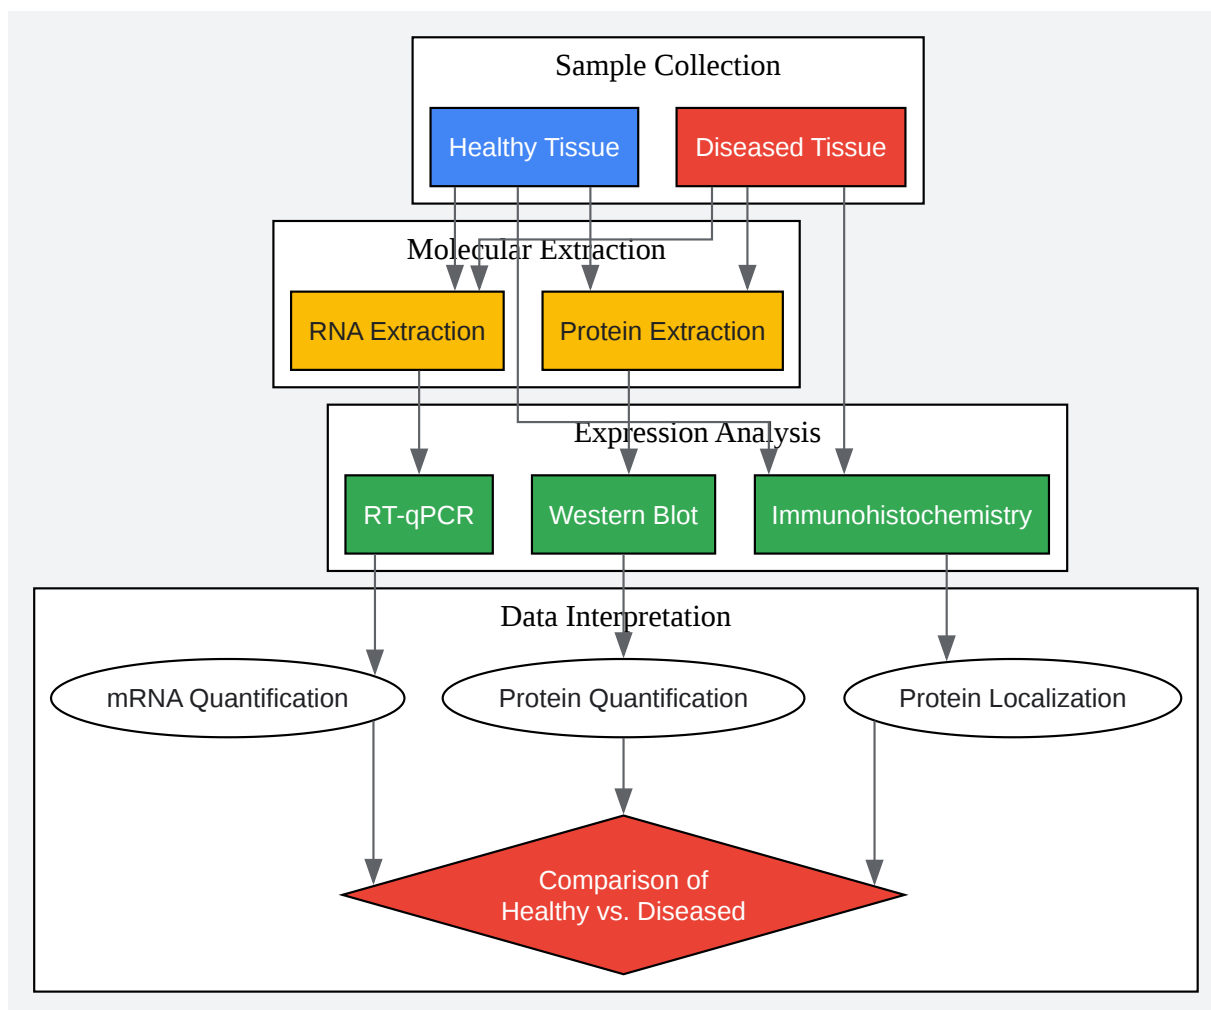 Sample Collection
Healthy Tissue
Diseased Tissue
Molecular Extraction
RNA Extraction
Protein Extraction
Expression Analysis
RT-qPCR
Western Blot
Immunohistochemistry
Data Interpretation
mRNA Quantification
Protein Quantification
Protein Localization
Comparison of
Healthy vs. Diseased